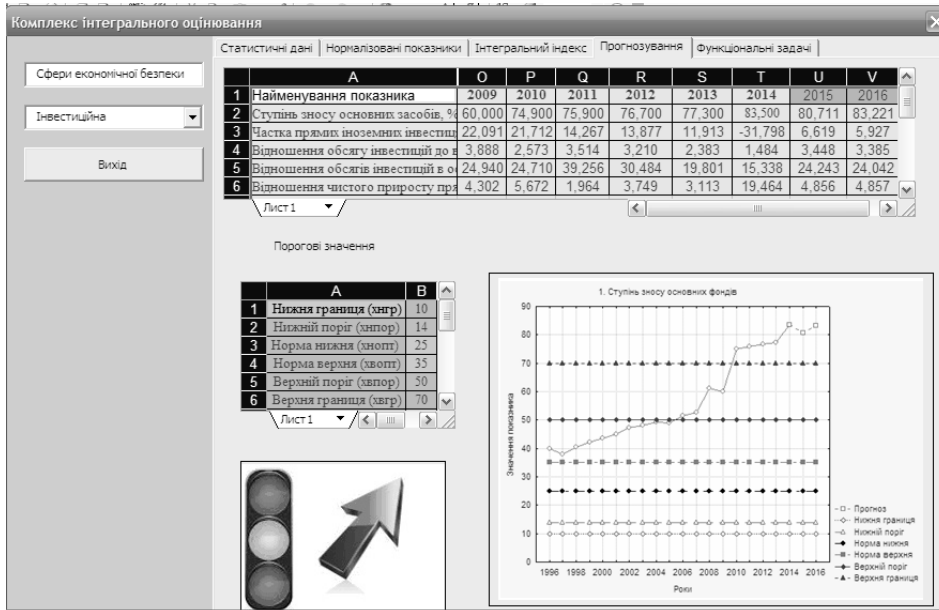 Комплекс інтегрального оцінювання
Статистичні дані Нормалізовані показники Інтегральний індекс Прогнозування Функціональні задачі
Сфери економічної безпеки
Інвестиційна
Вихід
A O P Q R S T U V
1 Найменування показника 2009 2010 2011 2012 2013 2014 2015 2016
2 Ступінь зносу основних засобів, % 60,000 74,900 75,900 76,700 77,300 83,500 80,711 83,221
3 Частка прямих іноземних інвестиц 22,091 21,712 14,267 13,877 11,913 -31,798 6,619 5,927
4 Відношення обсягу інвестицій до в 3,888 2,573 3,514 3,210 2,383 1,484 3,448 3,385
5 Відношення обсягів інвестицій в о 24,940 24,710 39,256 30,484 19,801 15,338 24,243 24,042
6 Відношення чистого приросту пря 4,302 5,672 1,964 3,749 3,113 19,464 4,856 4,857
Лист1
Порогові значення
A B
1 Нижня границя (хнгр) 10
2 Нижній поріг (хнпор) 14
3 Норма нижня (хнопт) 25
4 Норма верхня (хвопт) 35
5 Верхній поріг (хвпор) 50
6 Верхня границя (хвгр) 70
Лист1
1. Ступінь зносу основних фондів
Значення показника
90
80
70
60
50
40
30
20
10
0
1996 1998 2000 2002 2004 2006 2008 2010 2012 2014 2016
Роки
Прогноз
Нижня границя
Нижній поріг
Норма нижня
Норма верхня
Верхній поріг
Верхня границя